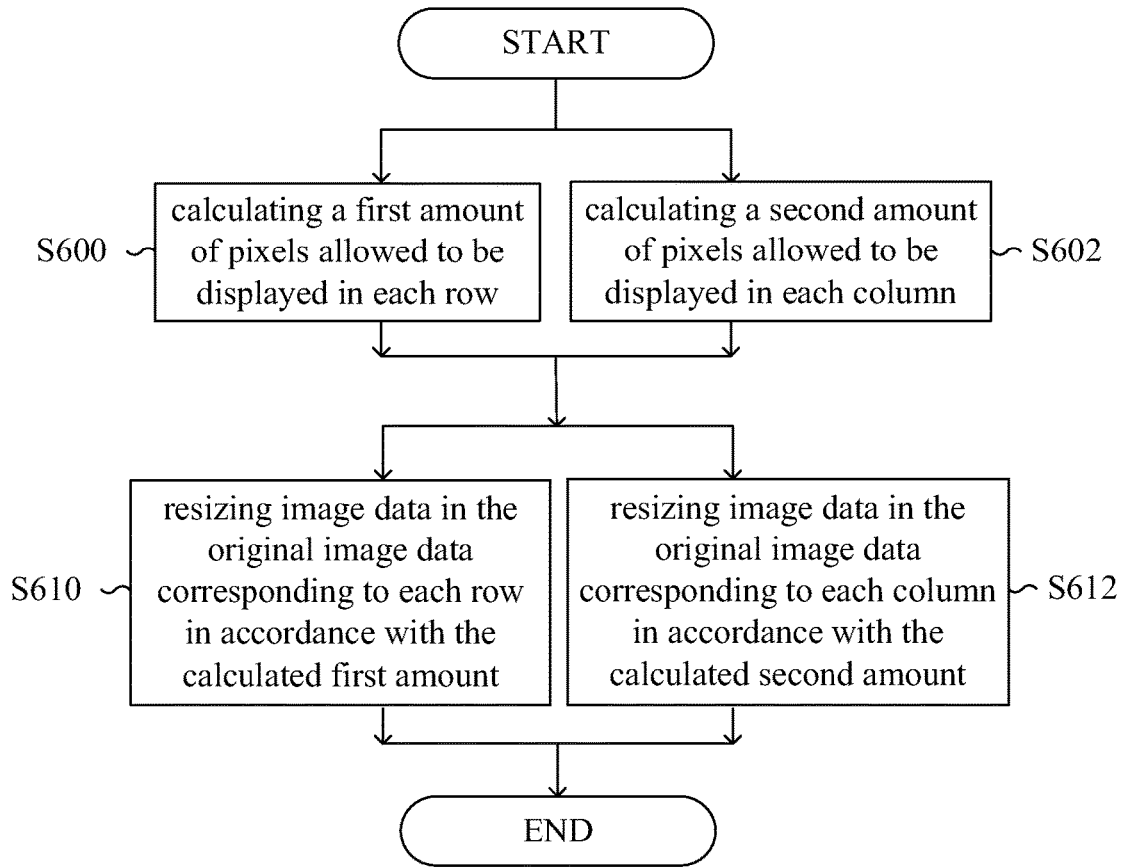 START
S600
calculating a first amount
of pixels allowed to be
displayed in each row
calculating a second amount
of pixels allowed to be
displayed in each column
S602
S610
resizing image data in the
original image data
corresponding to each row
in accordance with the
calculated first amount
resizing image data in the
original image data
corresponding to each column
in accordance with the
calculated second amount
S612
END